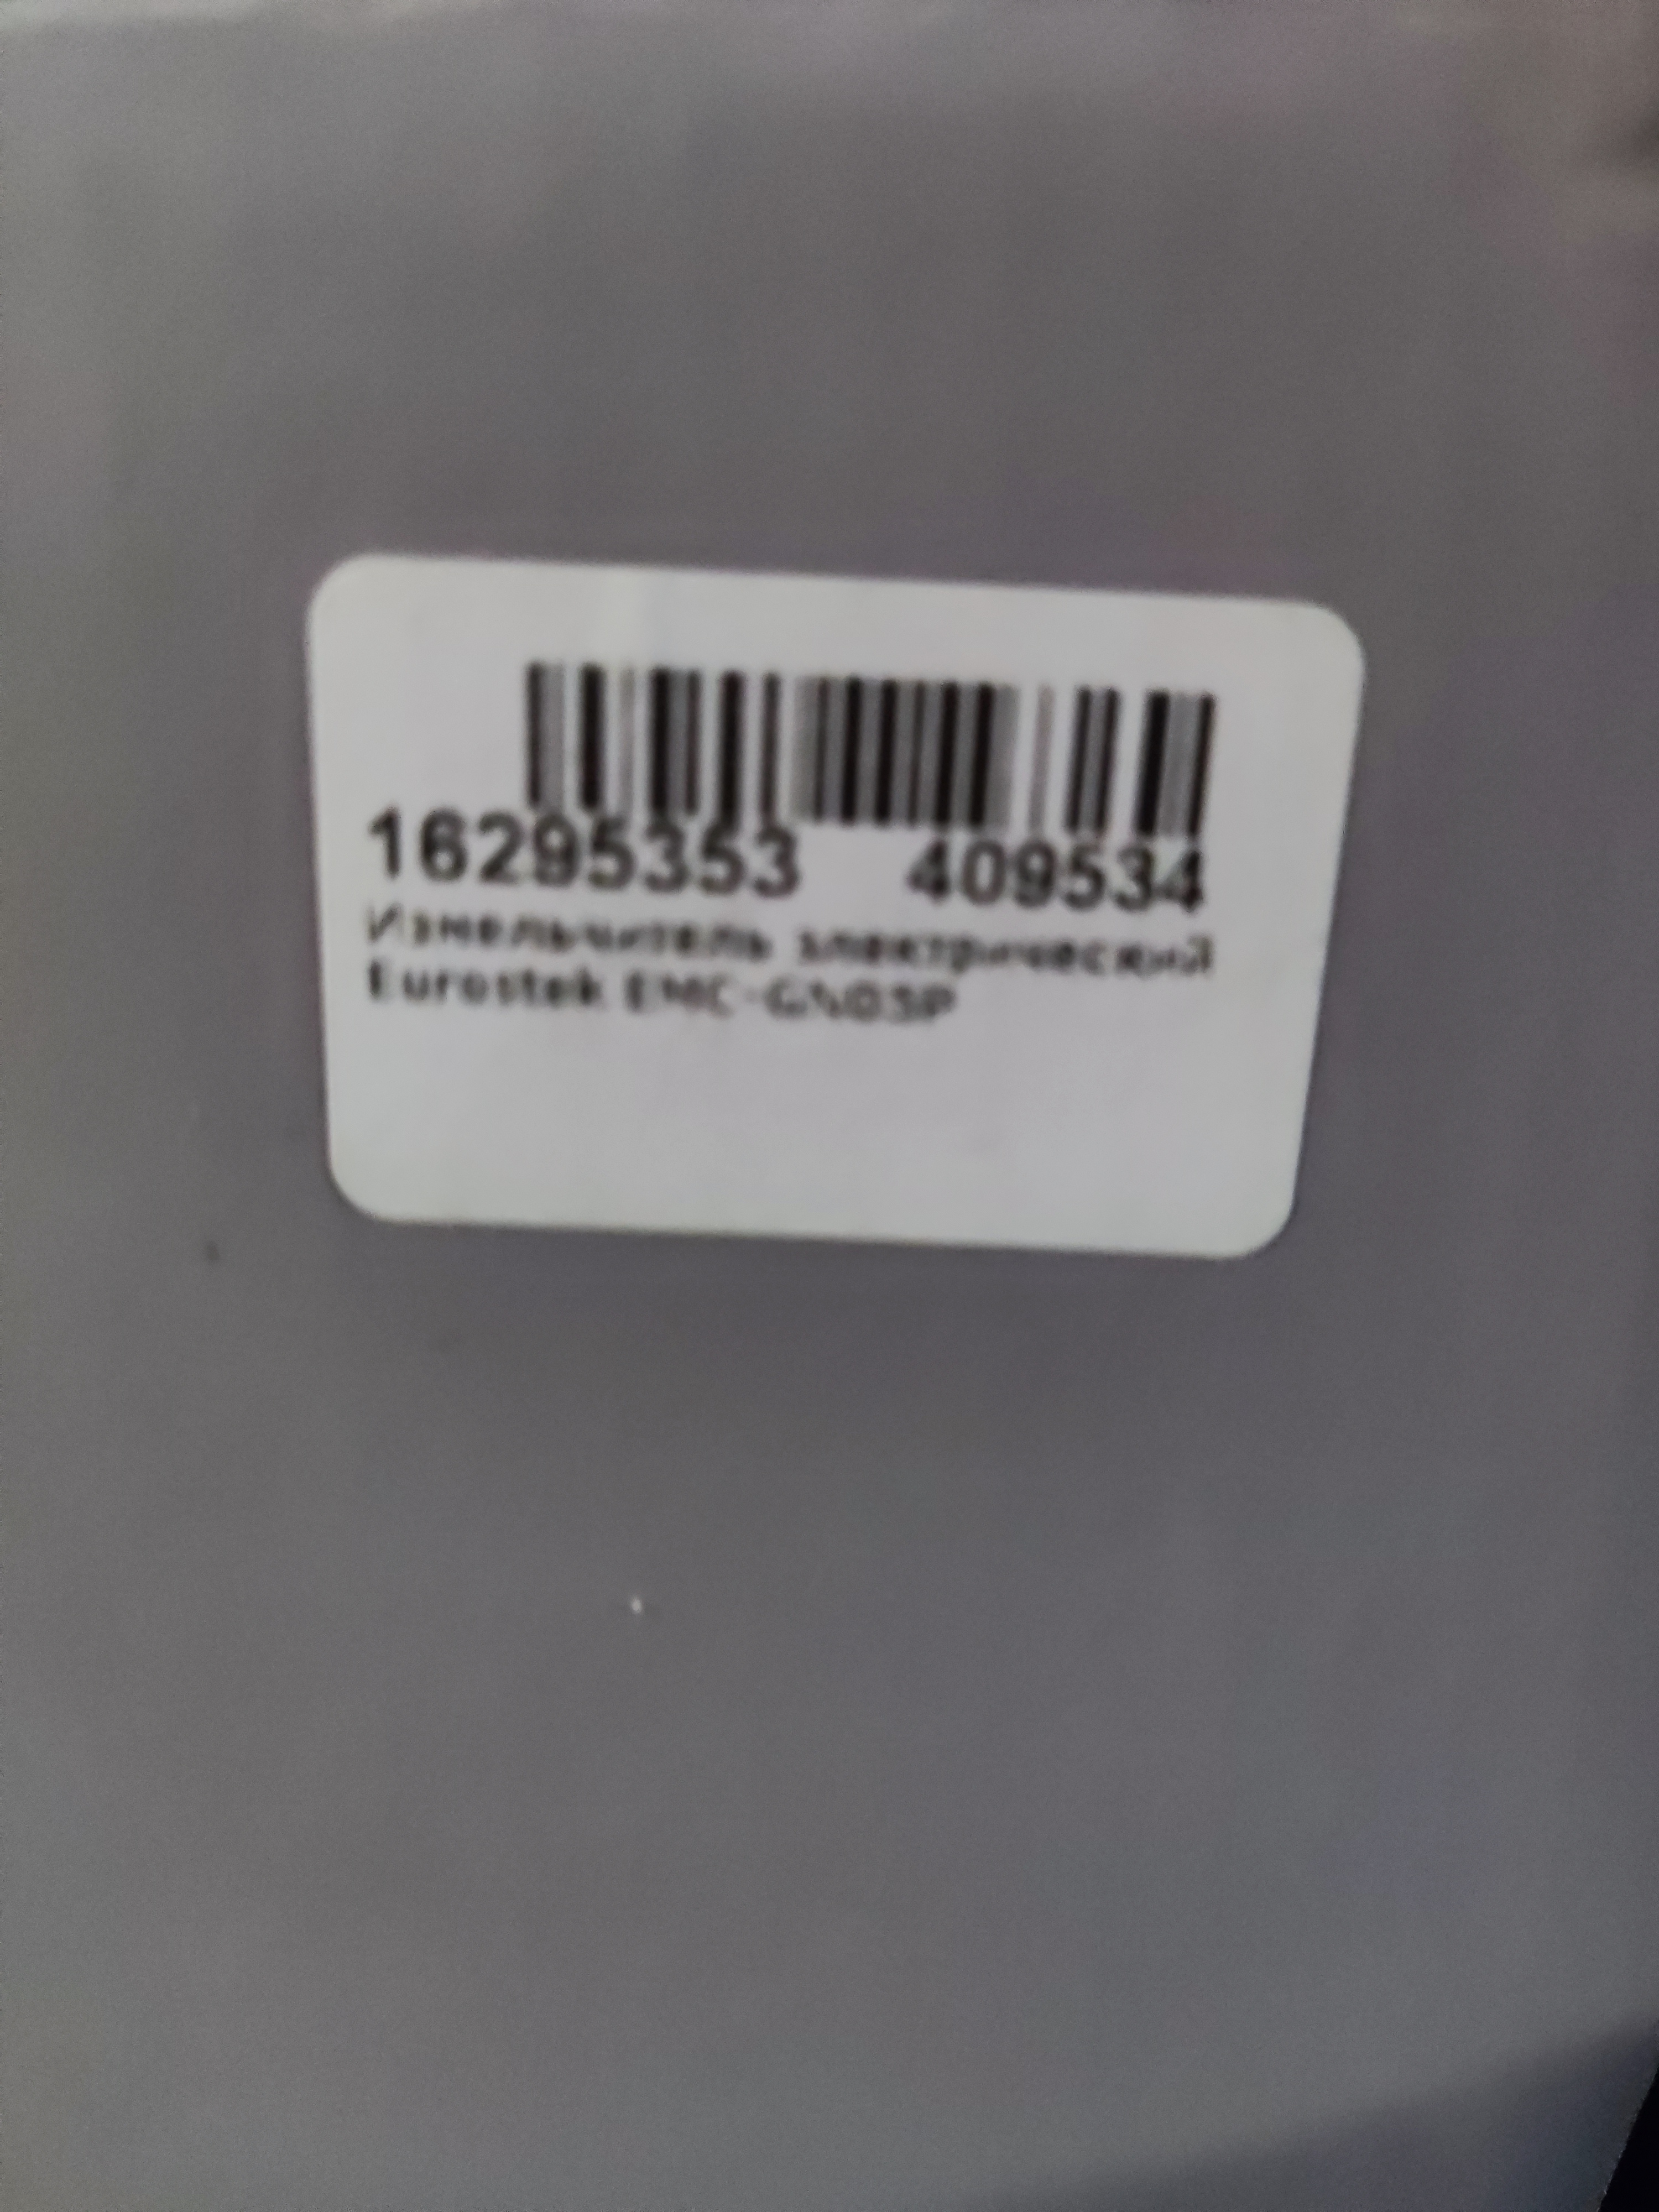 16295353 409534
Измельчитель электрический
Eurostek EMC-GN03P